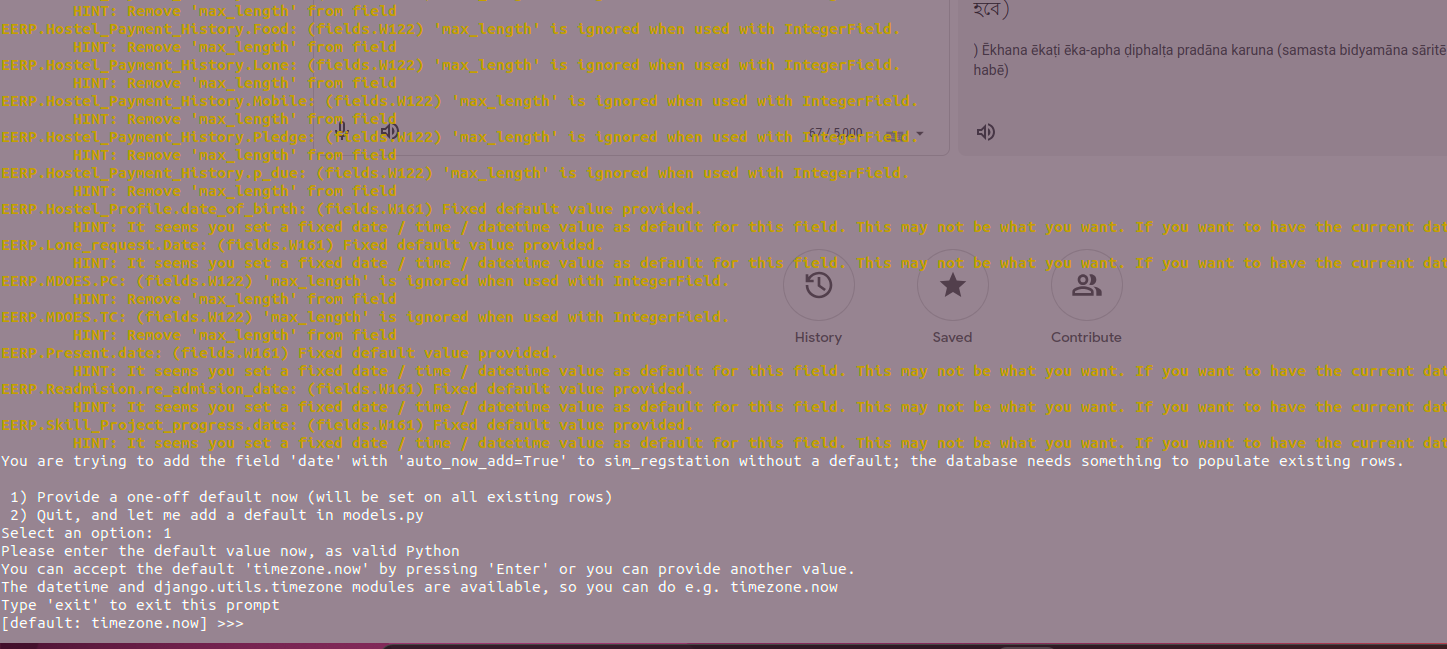 HINT: Remove 'max_length' from field
EERP.Hostel_Payment_History.Food: (fields.W122) 'max_length' is ignored when used with IntegerField.
HINT: Remove 'max_length' from field
EERP.Hostel_Payment_History.Lone: (fields.W122) 'max_length' is ignored when used with IntegerField.
HINT: Remove 'max_length' from field
EERP.Hostel_Payment_History.Mobile: (fields.W122) 'max_length' is ignored when used with IntegerField.
HINT: Remove 'max_length' from field
EERP.Hostel_Payment_History.Pledge: (fields.W122) 'max_length' is ignored when used with IntegerField.
HINT: Remove 'max_length' from field
EERP.Hostel_Payment_History.p_due: (fields.W122) 'max_length' is ignored when used with IntegerField.
HINT: Remove 'max_length' from field
EERP.Hostel_Profile.date_of_birth: (fields.W161) Fixed default value provided.
HINT: It seems you set a fixed date / time / datetime value as default for this field. This may not be what you want. If you want to have the current dat
EERP.Lone_request.Date: (fields.W161) Fixed default value provided.
HINT: It seems you set a fixed date / time / datetime value as default for this field. This may not be what you want. If you want to have the current dat
EERP.MDOES.PC: (fields.W122) 'max_length' is ignored when used with IntegerField.
HINT: Remove 'max_length' from field
EERP.MDOES.TC: (fields.W122) 'max_length' is ignored when used with IntegerField.
HINT: Remove 'max_length' from field
EERP.Present.date: (fields.W161) Fixed default value provided.
HINT: It seems you set a fixed date / time / datetime value as default for this field. This may not be what you want. If you want to have the current dat
EERP.Readmision.re_admision_date: (fields.W161) Fixed default value provided.
HINT: It seems you set a fixed date / time / datetime value as default for this field. This may not be what you want. If you want to have the current dat
EERP.Skill_Project_progress.date: (fields.W161) Fixed default value provided.
HINT: It seems you set a fixed date / time / datetime value as default for this field. This may not be what you want. If you want to have the current dat
You are trying to add the field 'date' with 'auto_now_add=True' to sim_regstation without a default; the database needs something to populate existing rows.
1) Provide a one-off default now (will be set on all existing rows)
2) Quit, and let me add a default in models.py
Select an option: 1
Please enter the default value now, as valid Python
You can accept the default 'timezone.now' by pressing 'Enter' or you can provide another value.
The datetime and django.utils.timezone modules are available, so you can do e.g. timezone.now
Type 'exit' to exit this prompt
[default: timezone.now] >>>
হবে)
) Ēkhana ēkaṭi ēka-apha ḍiphalṭa pradāna karuna (samasta bidyamāna sāritē
habē)
67 / 5,000
History
Saved
Contribute